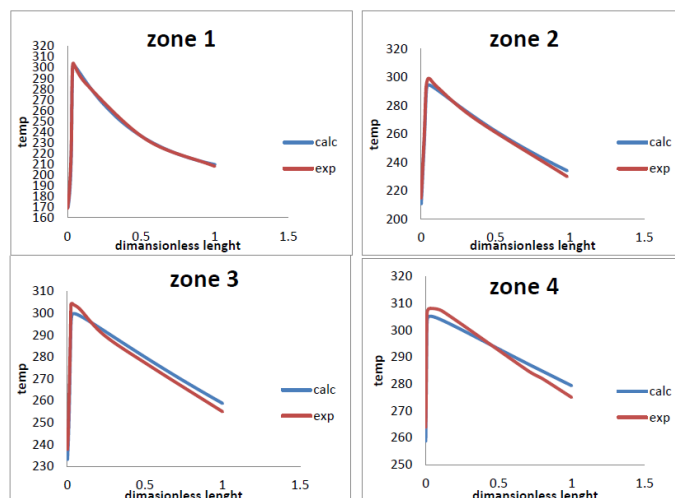 zone 1
320
310
300
290
280
270
260
250
240
230
220
210
200
190
180
170
160
temp
0
0.5
1
1.5
dimansionless lenght
calc
exp
zone 2
320
300
280
260
240
220
200
temp
0
0.5
1
1.5
dimansionless lenght
calc
exp
zone 3
310
300
290
280
270
260
250
240
230
temp
0
0.5
1
1.5
dimansionless lenght
calc
exp
zone 4
320
310
300
290
280
270
260
250
temp
0
0.5
1
1.5
dimansionless lenght
calc
exp